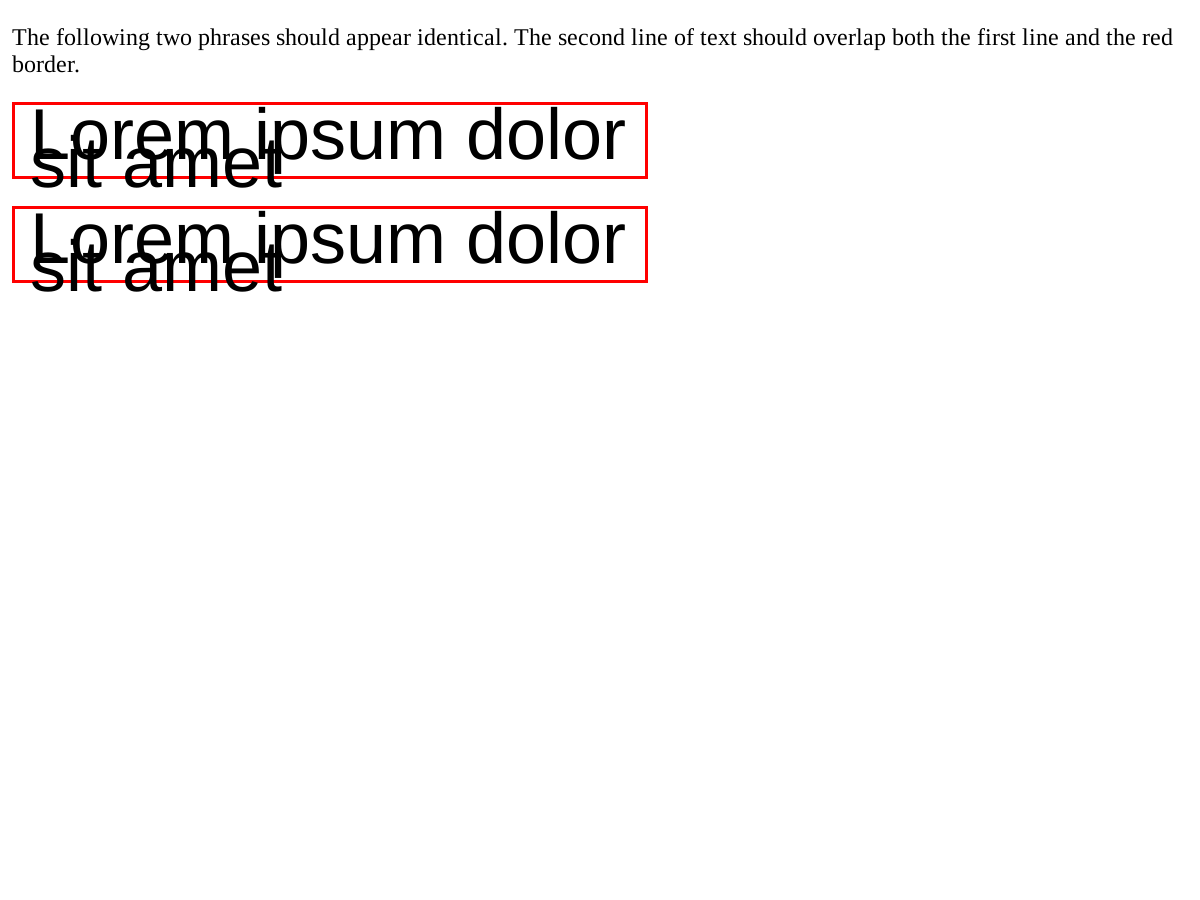 The following two phrases should appear identical. The second line of text should overlap both the first line and the red
border.
Lorem ipsum dolor
sit amet
Lorem ipsum dolor
sit amet